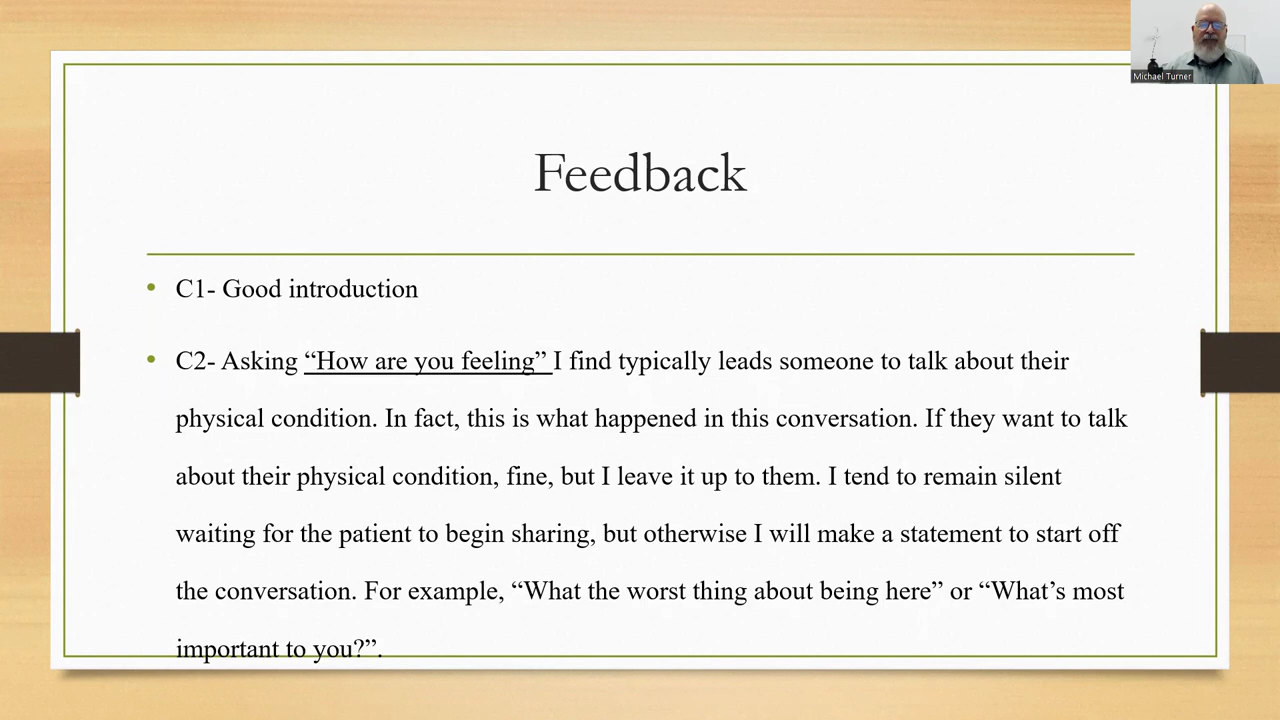 Michael Turner
Feedback
• C1- Good introduction
• C2- Asking “How are you feeling” I find typically leads someone to talk about their
physical condition. In fact, this is what happened in this conversation. If they want to talk
about their physical condition, fine, but I leave it up to them. I tend to remain silent
waiting for the patient to begin sharing, but otherwise I will make a statement to start off
the conversation. For example, “What the worst thing about being here” or “What’s most
important to you?”.